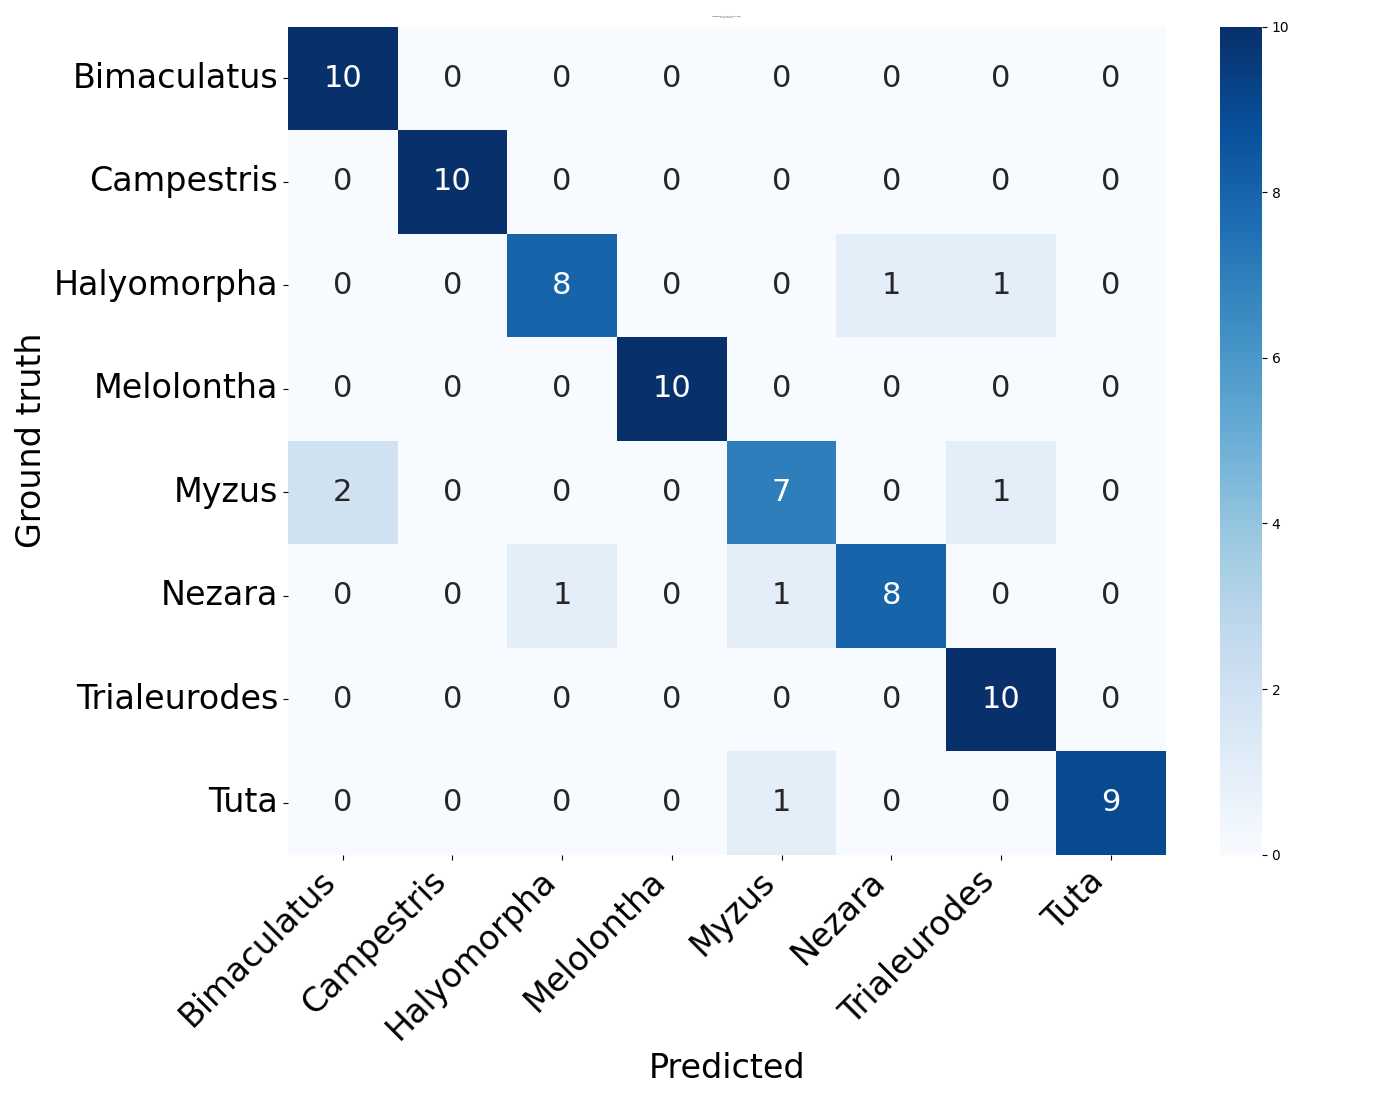 Bimaculatus 10 0 0 0 0 0 0 0
Campestris 0 10 0 0 0 0 0 0
Halyomorpha 0 0 8 0 0 1 1 0
Melolontha 0 0 0 10 0 0 0 0
Myzus 2 0 0 0 7 0 1 0
Nezara 0 0 1 0 1 8 0 0
Trialeurodes 0 0 0 0 0 0 10 0
Tuta 0 0 0 0 1 0 0 9
Ground truth
Bimaculatus Campestris Halyomorpha Melolontha Myzus Nezara Trialeurodes Tuta
Predicted
10
8
6
4
2
0